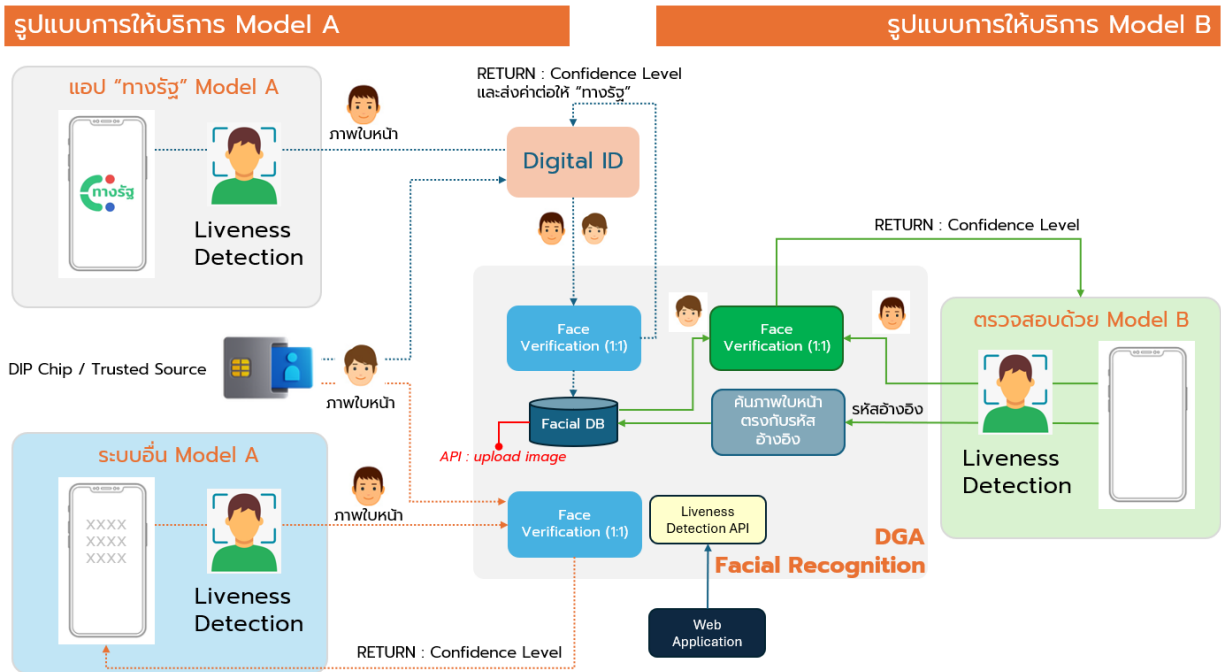 รูปแบบการให้บริการ Model A
รูปแบบการให้บริการ Model B
แอป “ทางรัฐ” Model A
ทางรัฐ
Liveness
Detection
ภาพใบหน้า
RETURN : Confidence Level
และส่งค่าต่อให้ “ทางรัฐ”
Digital ID
RETURN : Confidence Level
DIP Chip / Trusted Source
ภาพใบหน้า
Face
Verification (1:1)
Face
Verification (1:1)
ตรวจสอบด้วย Model B
Facial DB
API : upload image
ค้นภาพใบหน้า
ตรงกับรหัส
อ้างอิง
รหัสอ้างอิง
Liveness
Detection
ระบบอื่น Model A
XXXX
XXXX
XXXX
Liveness
Detection
ภาพใบหน้า
Face
Verification (1:1)
Liveness
Detection API
DGA
Facial Recognition
Web
Application
RETURN : Confidence Level